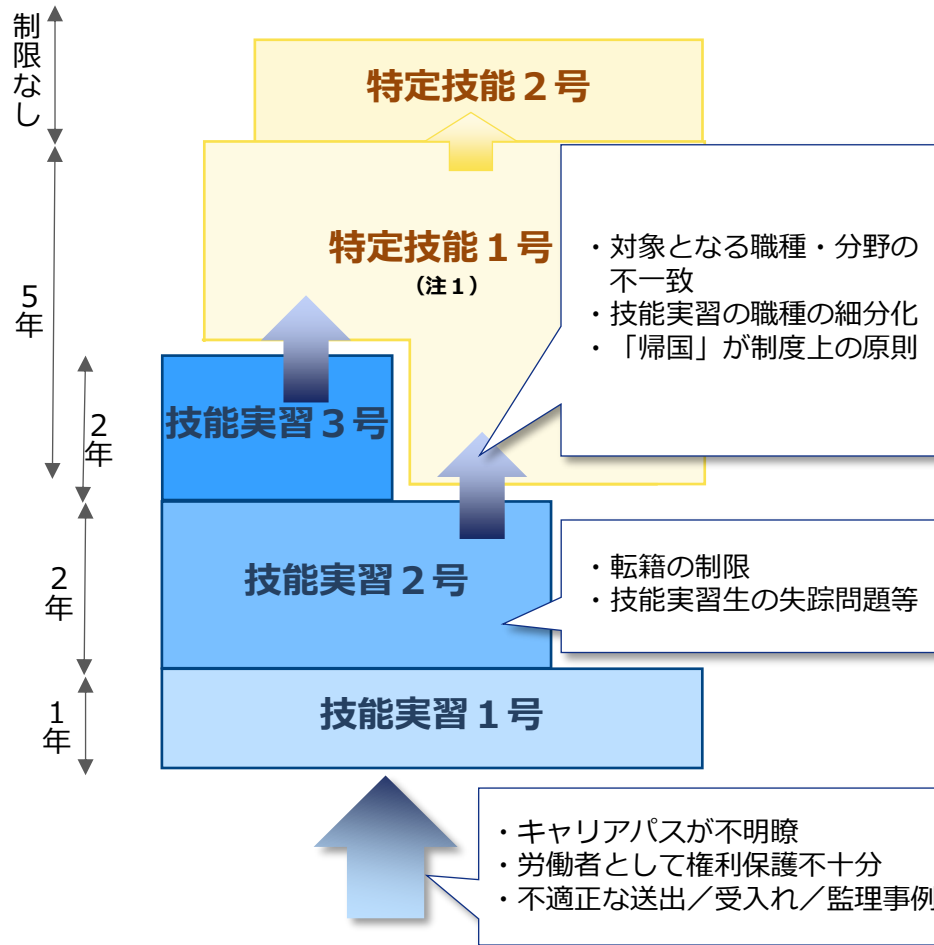 制限なし
特定技能２号
特定技能１号
（注１）
・対象となる職種・分野の
不一致
・技能実習の職種の細分化
・「帰国」が制度上の原則
5年
技能実習３号
2年
技能実習２号
・転籍の制限
・技能実習生の失踪問題等
2年
技能実習１号
1年
・キャリアパスが不明瞭
・労働者として権利保護不十分
・不適正な送出／受入れ／監理事例